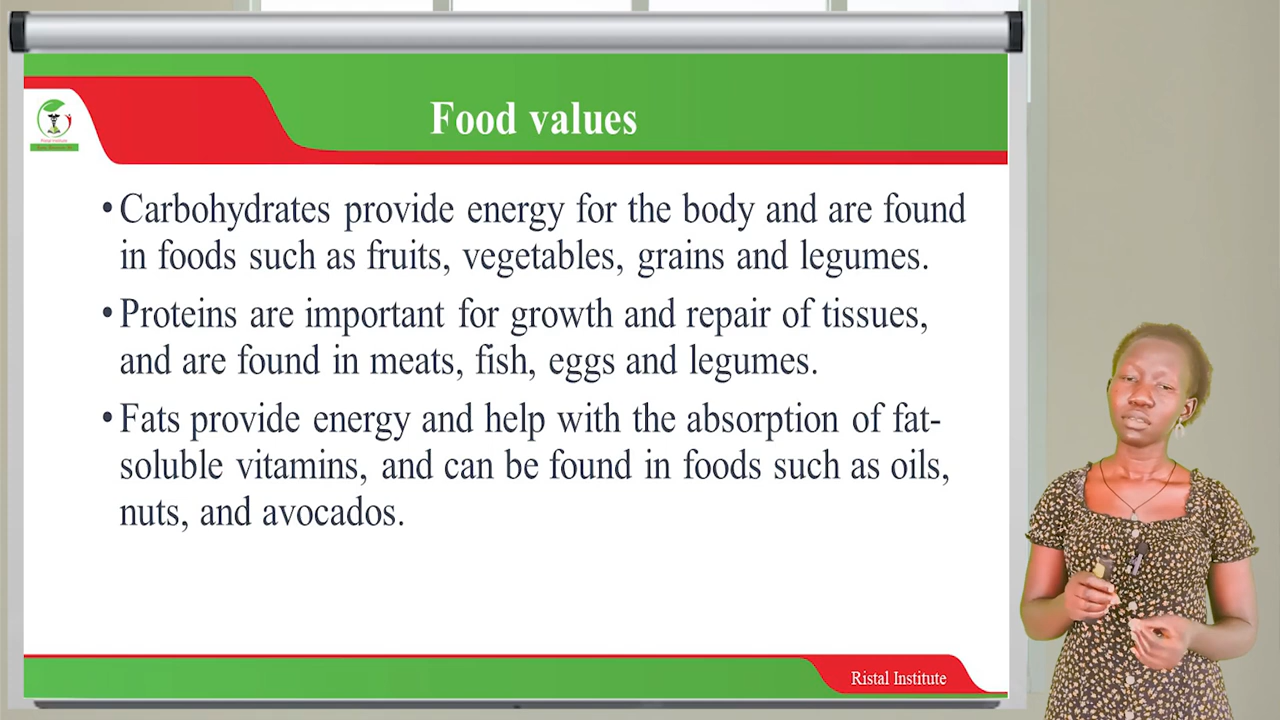 Food values
• Carbohydrates provide energy for the body and are found
in foods such as fruits, vegetables, grains and legumes.
• Proteins are important for growth and repair of tissues,
and are found in meats, fish, eggs and legumes.
• Fats provide energy and help with the absorption of fat-
soluble vitamins, and can be found in foods such as oils,
nuts, and avocados.
Ristal Institute